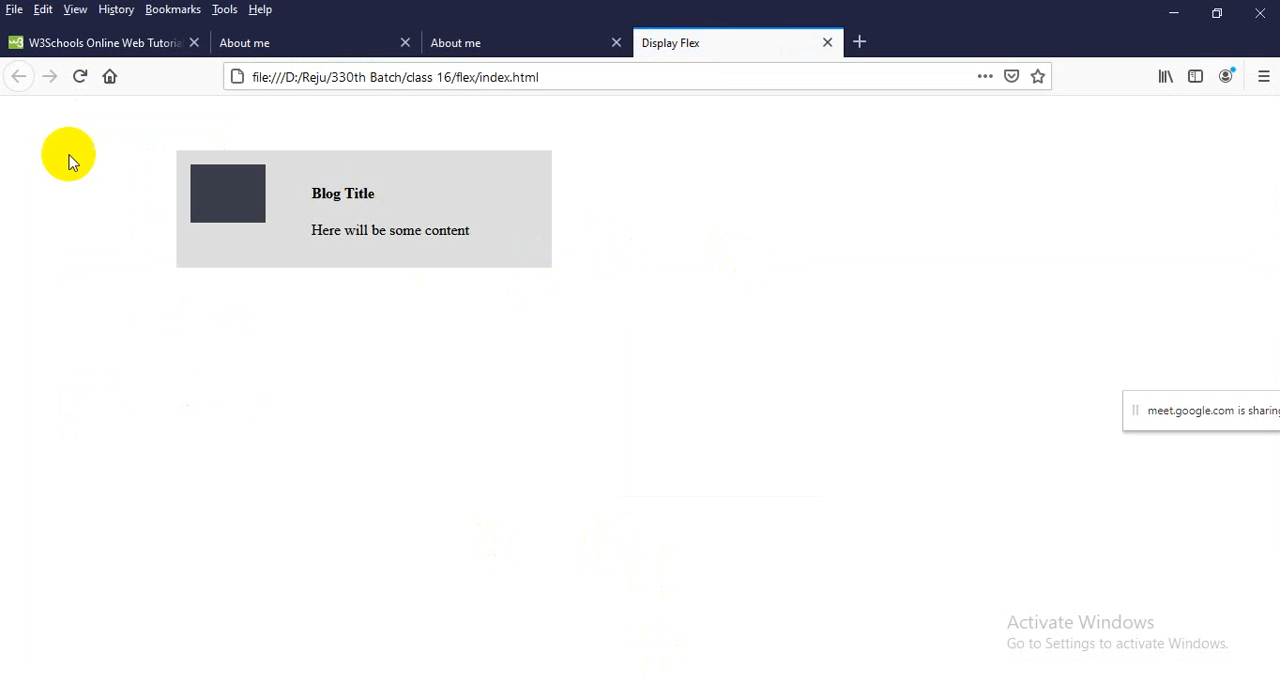 File Edit View History Bookmarks Tools Help
W3Schools Online Web Tutoria
About me
About me
Display Flex
file:///D:/Reju/330th Batch/class 16/flex/index.html
Blog Title
Here will be some content
meet.google.com is sharing
Activate Windows
Go to Settings to activate Windows.